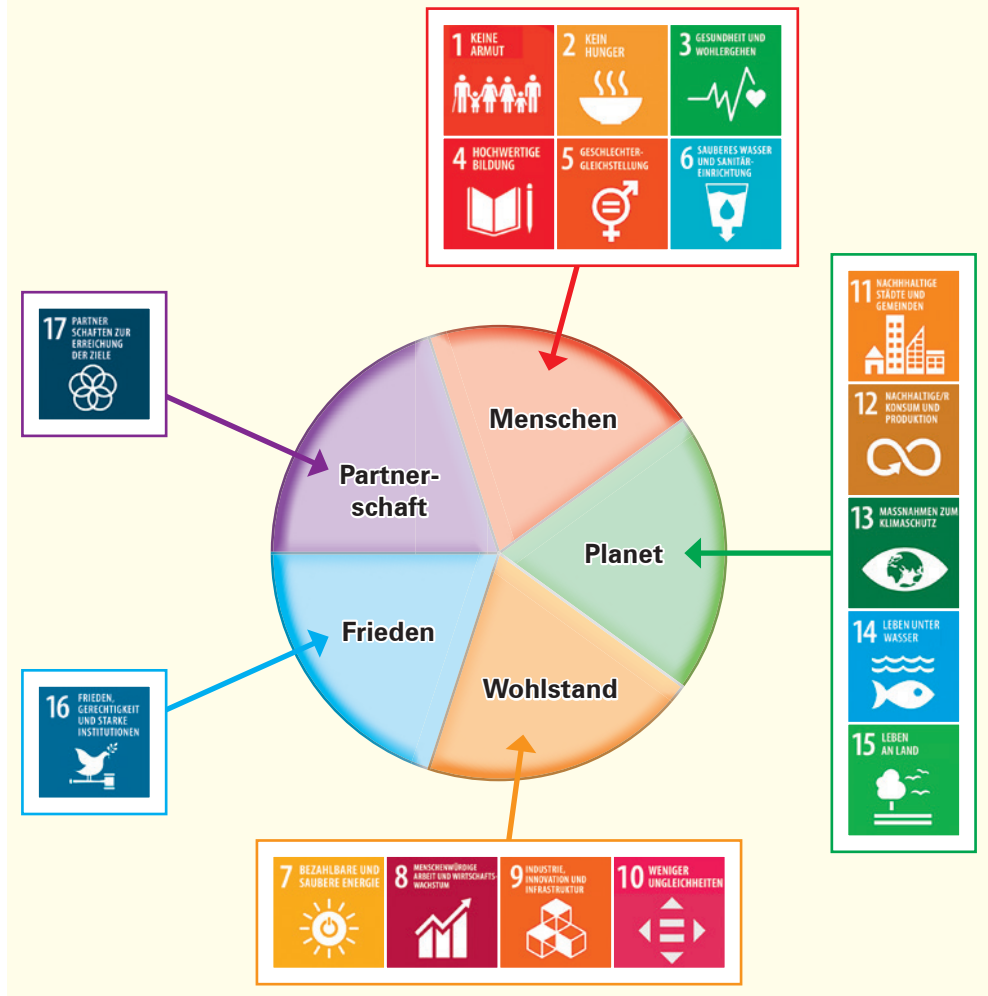 1 KEINE
ARMUT
2 KEIN
HUNGER
3 GESUNDHEIT UND
WOHLERGEHEN
4 HOCHWERTIGE
BILDUNG
5 GESCHLECHTER-
GLEICHSTELLUNG
6 SAUBERES WASSER
UND SANITÄR-
EINRICHTUNG
17 PARTNER
SCHAFTEN ZUR
ERREICHUNG
DER ZIELE
Menschen
Partner-
schaft
Planet
Frieden
Wohlstand
11 NACHHHALTIGE
STÄDTE UND
GEMEINDEN
12 NACHHALTIGE/R
KONSUM UND
PRODUKTION
13 MASSNAHMEN ZUM
KLIMASCHUTZ
14 LEBEN UNTER
WASSER
15 LEBEN
AN LAND
16 FRIEDEN,
GERECHTIGKEIT
UND STARKE
INSTITUTIONEN
7 BEZAHLBARE UND
SAUBERE ENERGIE
8 MENSCHENWÜRDIGE
ARBEIT UND WIRTSCHAFTS-
WACHSTUM
9 INDUSTRIE,
INNOVATION UND
INFRASTRUKTUR
10 WENIGER
UNGLEICHHEITEN